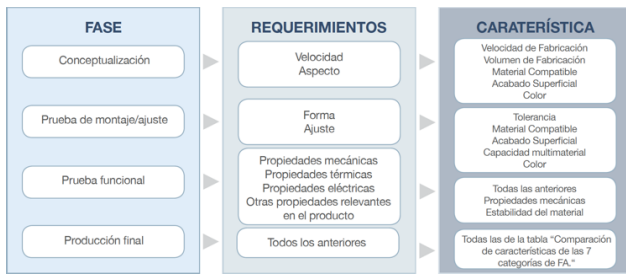 FASE
REQUERIMIENTOS
CARATERÍSTICA
Conceptualización
Velocidad
Aspecto
Velocidad de Fabricación
Volumen de Fabricación
Material Compatible
Acabado Superficial
Color
Prueba de montaje/ajuste
Forma
Ajuste
Tolerancia
Material Compatible
Acabado Superficial
Capacidad multimaterial
Color
Prueba funcional
Propiedades mecánicas
Propiedades térmicas
Propiedades eléctricas
Otras propiedades relevantes
en el producto
Todas las anteriores
Propiedades mecánicas
Estabilidad del material
Producción final
Todos los anteriores
Todas las de la tabla "Comparación
de características de las 7
categorías de FA."